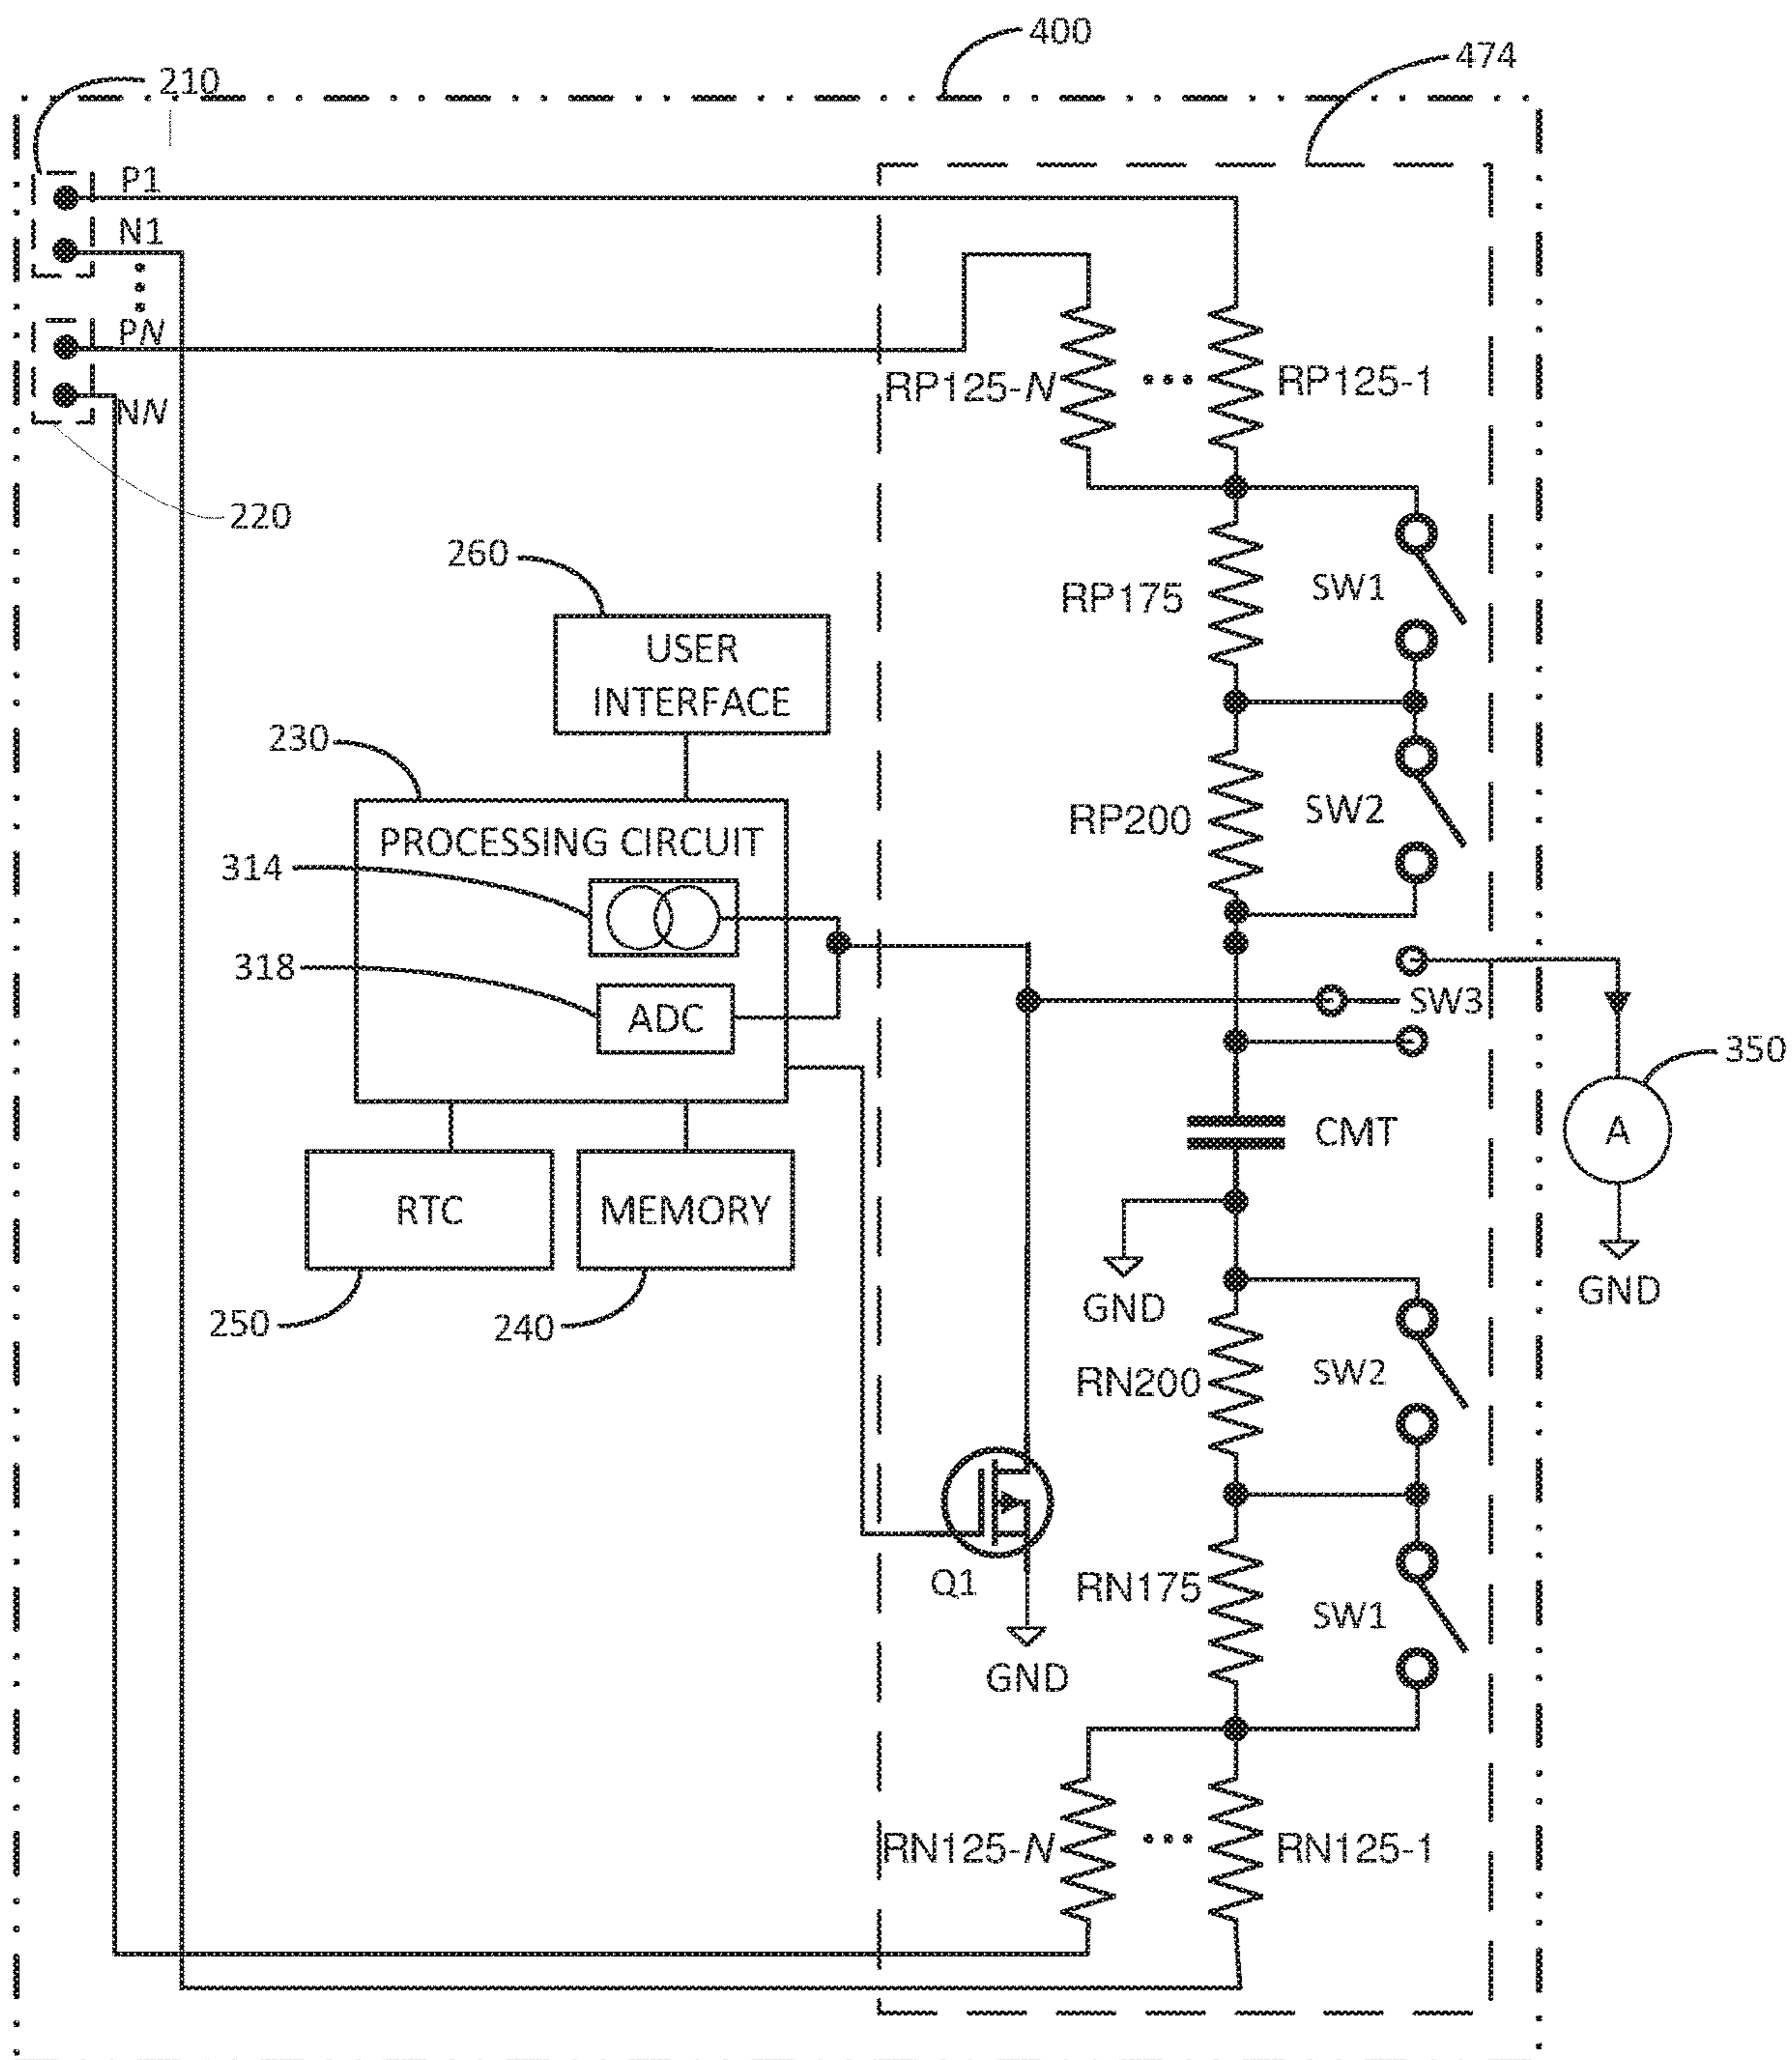 400
474
210
P1
N1
PN
RP125-N
RP125-1
NN
220
260
SW1
RP175
USER
INTERFACE
230
SW2
RP200
PROCESSING CIRCUIT
314
318
SW3
ADC
350
CMT
A
RTC
MEMORY
GND
GND
250
240
SW2
RN200
Q1
RN175
SW1
GND
RN125-N
RN125-1